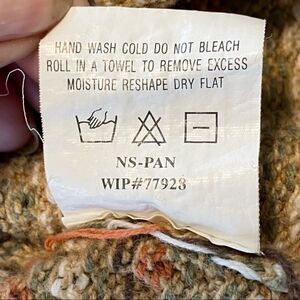 HAND WASH COLD DO NOT BLEACH
ROLL IN A TOWEL TO REMOVE EXCESS
MOISTURE RESHAPE DRY FLAT
NS-PAN
WIP#77928